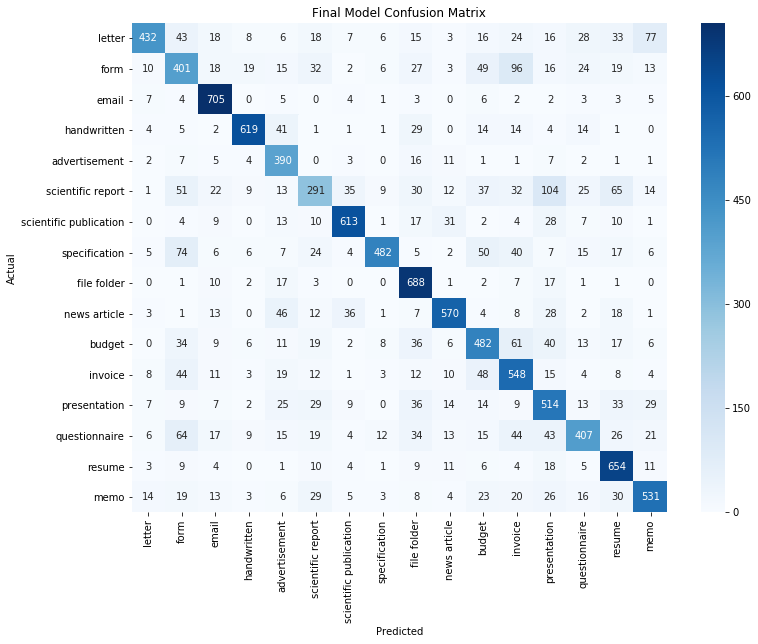 Final Model Confusion Matrix
Actual
letter 432 43 18 8 6 18 7 6 15 3 16 24 16 28 33 77
form 10 401 18 19 15 32 2 6 27 3 49 96 16 24 19 13
email 7 4 705 0 5 0 4 1 3 0 6 2 2 3 3 5
handwritten 4 5 2 619 41 1 1 1 29 0 14 14 4 14 1 0
advertisement 2 7 5 4 390 0 3 0 16 11 1 1 7 2 1 1
scientific report 1 51 22 9 13 291 35 9 30 12 37 32 104 25 65 14
scientific publication 0 4 9 0 13 10 613 1 17 31 2 4 28 7 10 1
specification 5 74 6 6 7 24 4 482 5 2 50 40 7 15 17 6
file folder 0 1 10 2 17 3 0 0 688 1 2 7 17 1 1 0
news article 3 1 13 0 46 12 36 1 7 570 4 8 28 2 18 1
budget 0 34 9 6 11 19 2 8 36 6 482 61 40 13 17 6
invoice 8 44 11 3 19 12 1 3 12 10 48 548 15 4 8 4
presentation 7 9 7 2 25 29 9 0 36 14 14 9 514 13 33 29
questionnaire 6 64 17 9 15 19 4 12 34 13 15 44 43 407 26 21
resume 3 9 4 0 1 10 4 1 9 11 6 4 18 5 654 11
memo 14 19 13 3 6 29 5 3 8 4 23 20 26 16 30 531
letter
form
email
handwritten
advertisement
scientific report
scientific publication
specification
file folder
news article
budget
invoice
presentation
questionnaire
resume
memo
Predicted
600
450
300
150
0